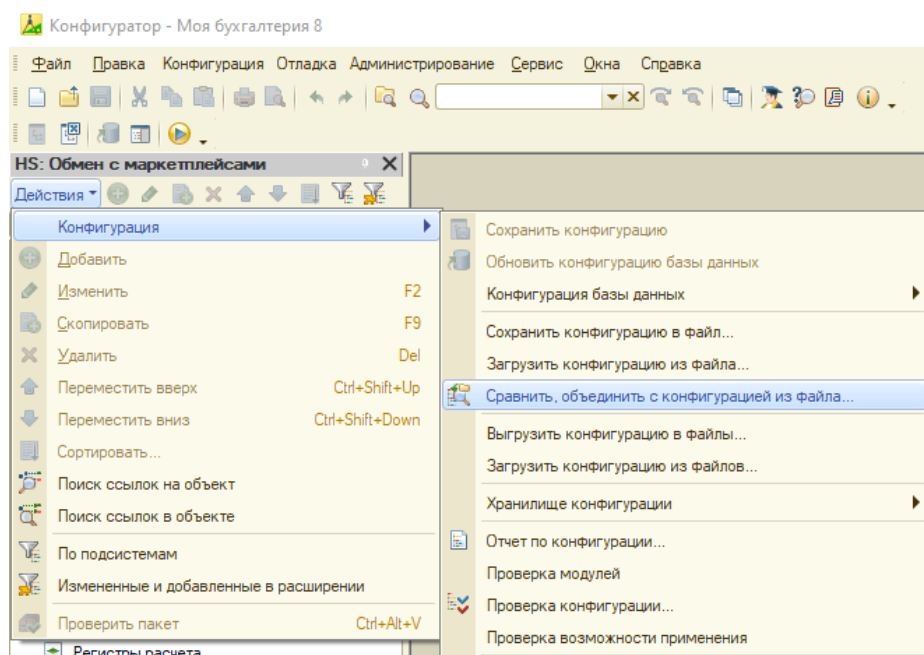 Конфигуратор - Моя бухгалтерия 8
Файл Правка Конфигурация Отладка Администрирование Сервис Окна Справка
HS: Обмен с маркетплейсами
Действия
Конфигурация
Добавить
Изменить F2
Скопировать F9
Удалить Del
Переместить вверх Ctrl+Shift+Up
Переместить вниз Ctrl+Shift+Down
Сортировать...
Поиск ссылок на объект
Поиск ссылок в объекте
По подсистемам
Измененные и добавленные в расширении
Проверить пакет Ctrl+Alt+V
Регистры расчета
Сохранить конфигурацию
Обновить конфигурацию базы данных
Конфигурация базы данных
Сохранить конфигурацию в файл...
Загрузить конфигурацию из файла...
Сравнить, объединить с конфигурацией из файла...
Выгрузить конфигурацию в файлы...
Загрузить конфигурацию из файлов...
Хранилище конфигурации
Отчет по конфигурации...
Проверка модулей
Проверка конфигурации...
Проверка возможности применения